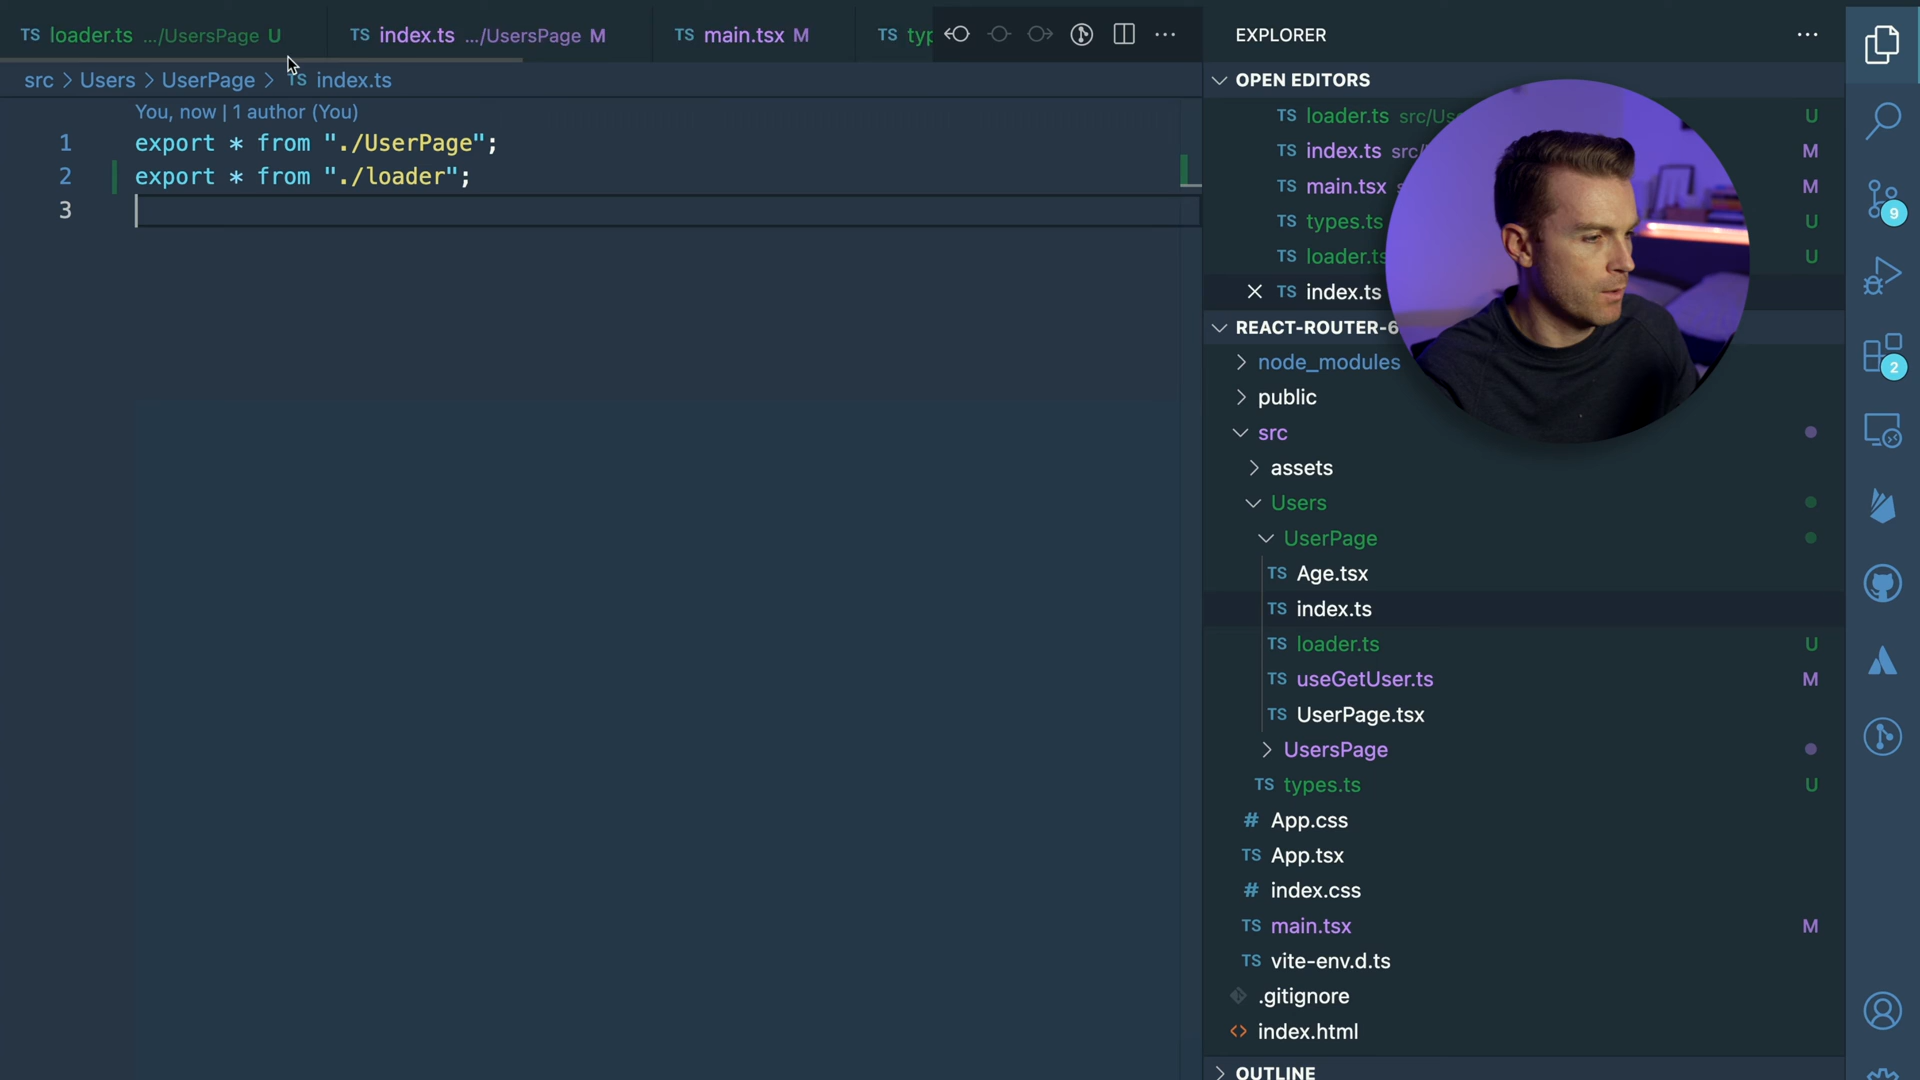 TS loader.ts .../UsersPage U
TS index.ts .../UsersPage M
TS main.tsx M
TS typ
src > Users > UserPage > TS index.ts
You, now | 1 author (You)
1 export * from "./UserPage";
2 export * from "./loader";
3
EXPLORER
OPEN EDITORS
TS loader.ts src/Us U
TS index.ts src/ M
TS main.tsx M
TS types.ts U
TS loader.ts U
TS index.ts
REACT-ROUTER-6
node_modules
public
src
assets
Users
UserPage
TS Age.tsx
TS index.ts
TS loader.ts U
TS useGetUser.ts M
TS UserPage.tsx
UsersPage
TS types.ts U
# App.css
TS App.tsx
# index.css
TS main.tsx M
TS vite-env.d.ts
.gitignore
<> index.html
OUTLINE
9
2